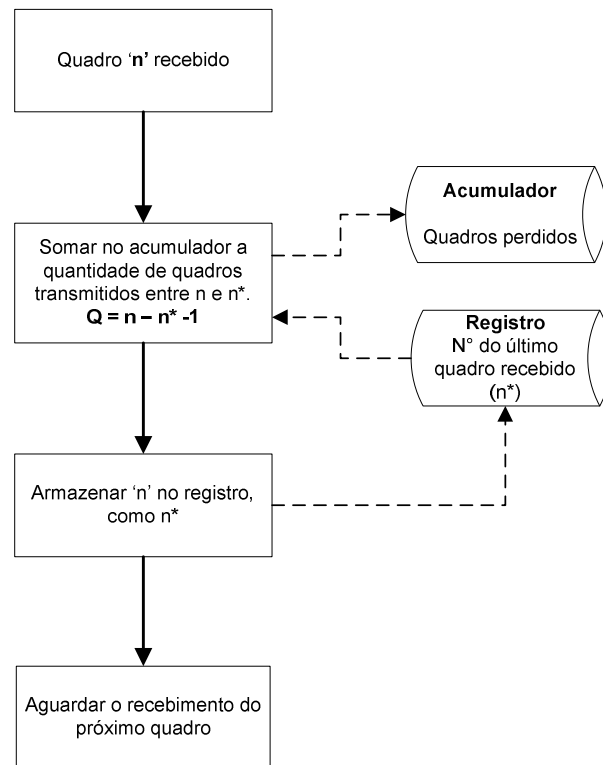 Quadro ‘n’ recebido
Acumulador
Quadros perdidos
Somar no acumulador a
quantidade de quadros
transmitidos entre n e n*.
Q = n – n* -1
Registro
N° do último
quadro recebido
(n*)
Armazenar ‘n’ no registro,
como n*
Aguardar o recebimento do
próximo quadro